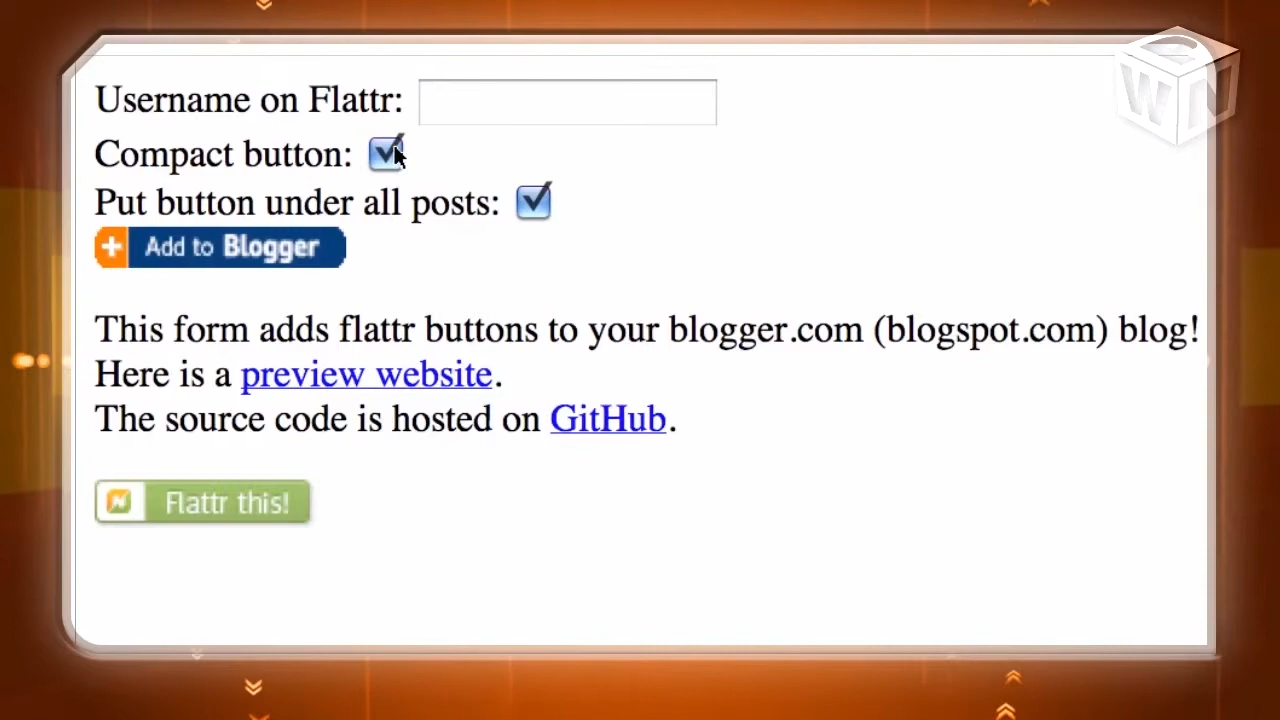 Username on Flattr:
Compact button:
Put button under all posts:
Add to Blogger
This form adds flattr buttons to your blogger.com (blogspot.com) blog!
Here is a preview website.
The source code is hosted on GitHub.
Flattr this!
WN